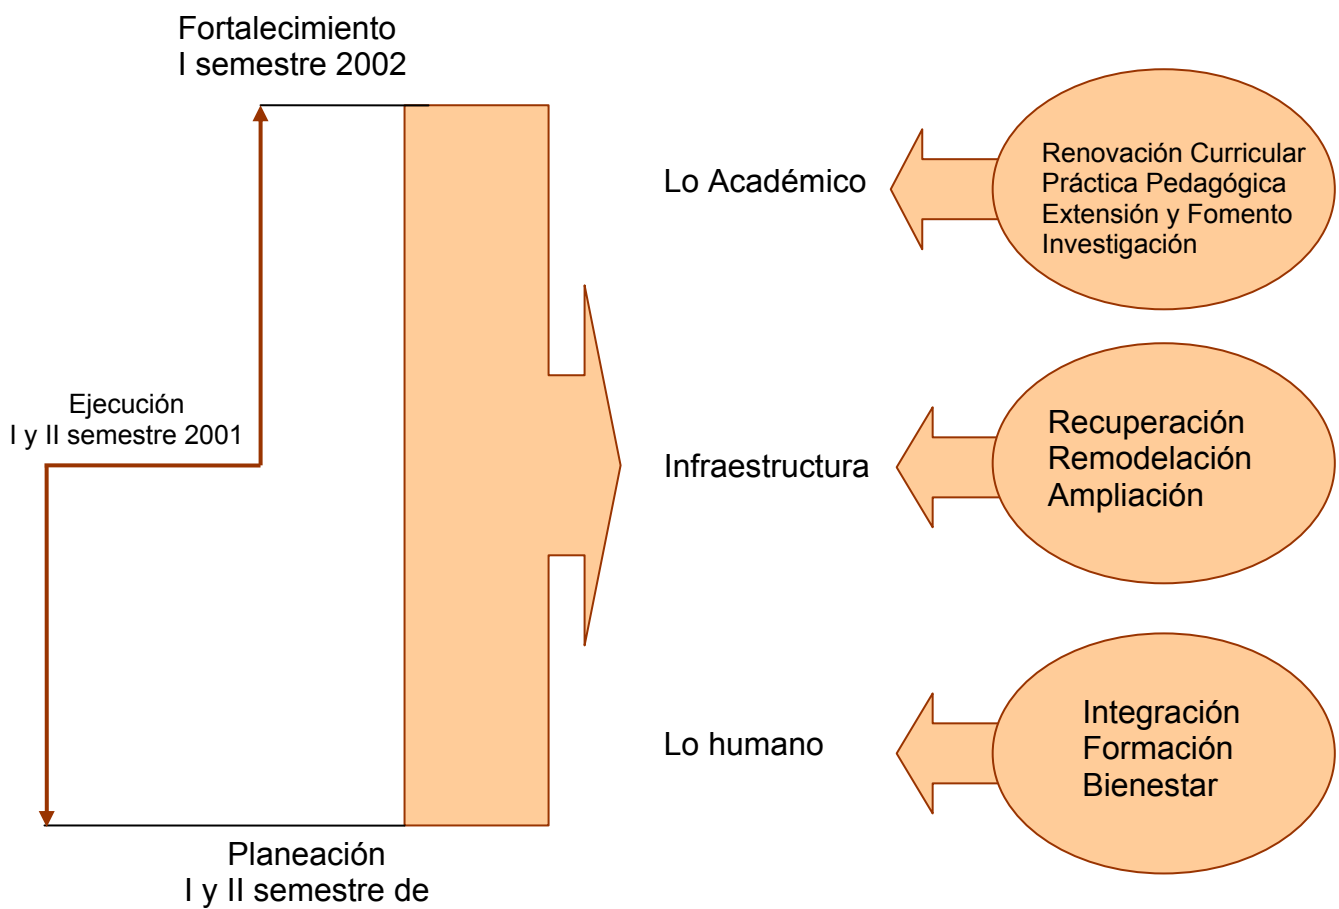 Fortalecimiento
I semestre 2002
Ejecución
I y II semestre 2001
Planeación
I y II semestre de
Lo Académico
Renovación Curricular
Práctica Pedagógica
Extensión y Fomento
Investigación
Infraestructura
Recuperación
Remodelación
Ampliación
Lo humano
Integración
Formación
Bienestar